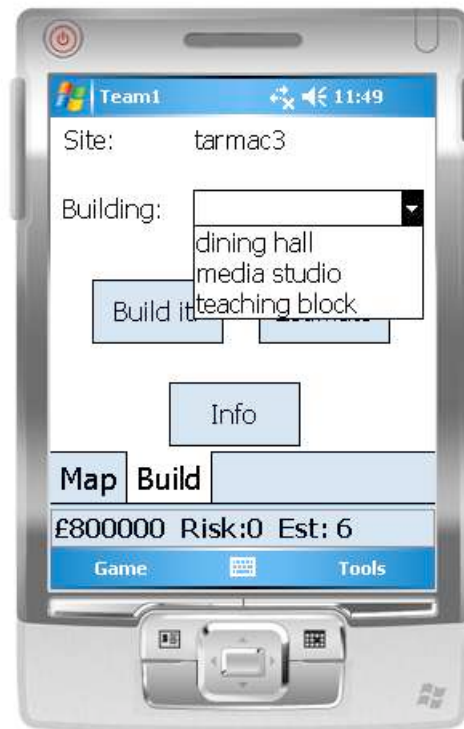 Team1 11:49
Site: tarmac3
Building:
dining hall
media studio
teaching block
Build it
Info
Map Build
£800000 Risk:0 Est: 6
Game Tools